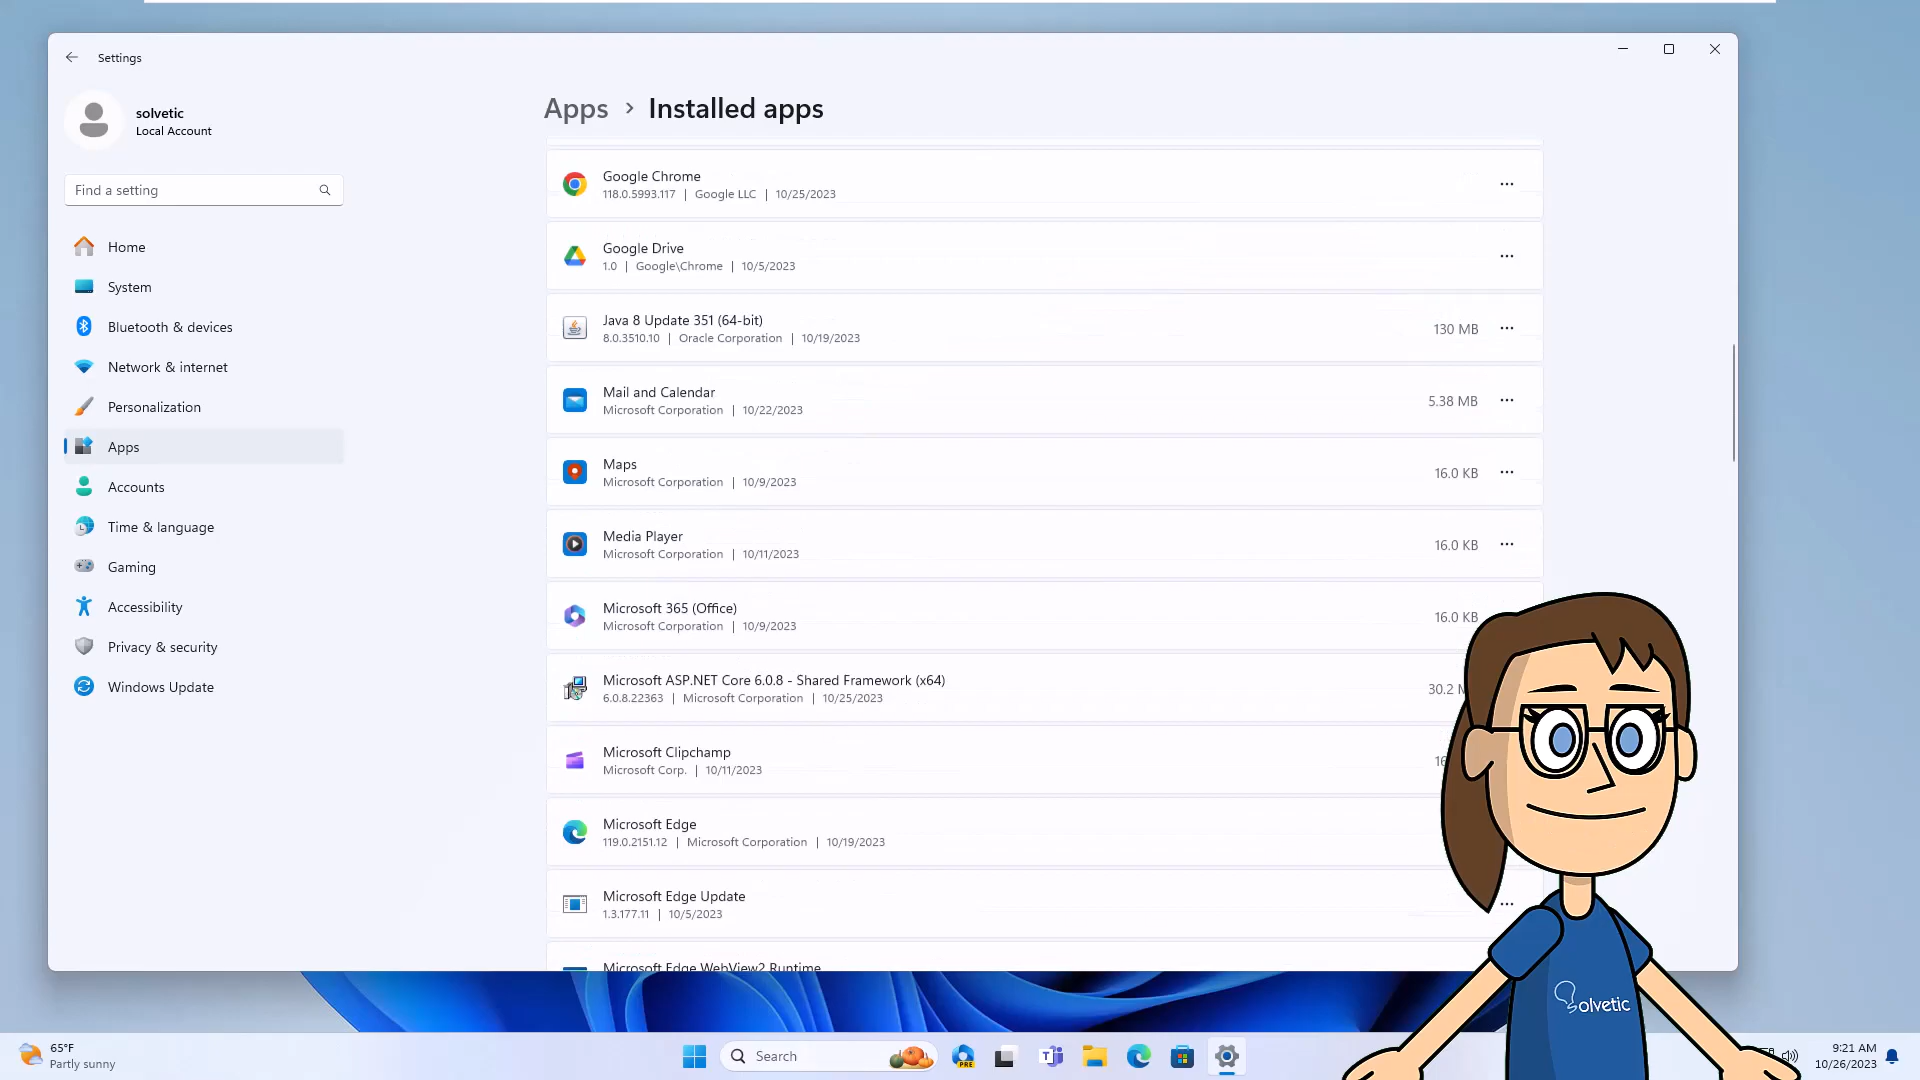 Settings
solvetic
Local Account
Find a setting
Home
System
Bluetooth & devices
Network & internet
Personalization
Apps
Accounts
Time & language
Gaming
Accessibility
Privacy & security
Windows Update
Apps > Installed apps
Google Chrome
118.0.5993.117 | Google LLC | 10/25/2023
Google Drive
1.0 | Google\Chrome | 10/5/2023
Java 8 Update 351 (64-bit)
8.0.3510.10 | Oracle Corporation | 10/19/2023
130 MB
Mail and Calendar
Microsoft Corporation | 10/22/2023
5.38 MB
Maps
Microsoft Corporation | 10/9/2023
16.0 KB
Media Player
Microsoft Corporation | 10/11/2023
16.0 KB
Microsoft 365 (Office)
Microsoft Corporation | 10/9/2023
16.0 KB
Microsoft ASP.NET Core 6.0.8 - Shared Framework (x64)
6.0.8.22363 | Microsoft Corporation | 10/25/2023
30.2
Microsoft Clipchamp
Microsoft Corp. | 10/11/2023
Microsoft Edge
119.0.2151.12 | Microsoft Corporation | 10/19/2023
Microsoft Edge Update
1.3.177.11 | 10/5/2023
Microsoft Edge WebView2 Runtime
Solvetic
65°F
Partly sunny
Search
PRE
9:21 AM
10/26/2023